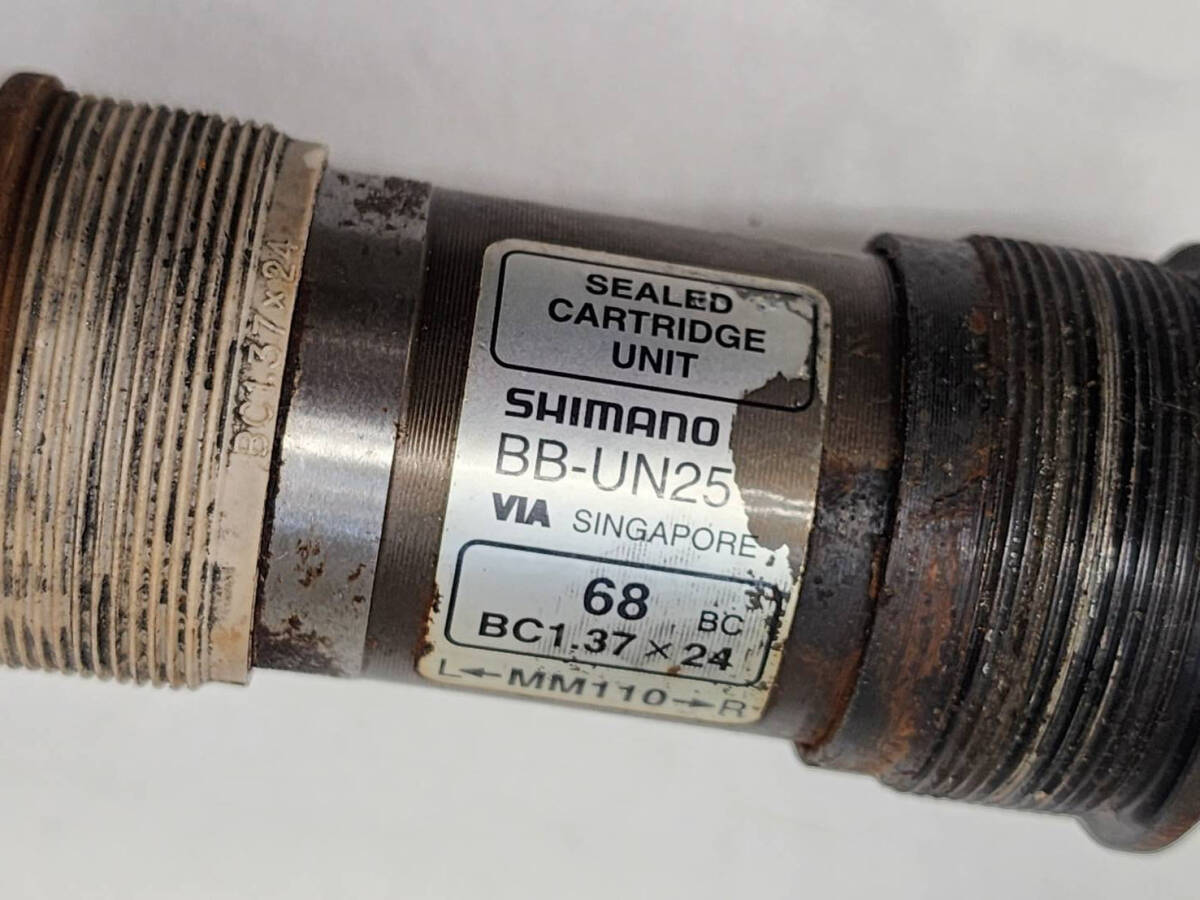 BC1.37×24
SEALED
CARTRIDGE
UNIT
SHIMANO
BB-UN25
VIA SINGAPORE
68 BC
BC1.37 × 24
L←MM110→R